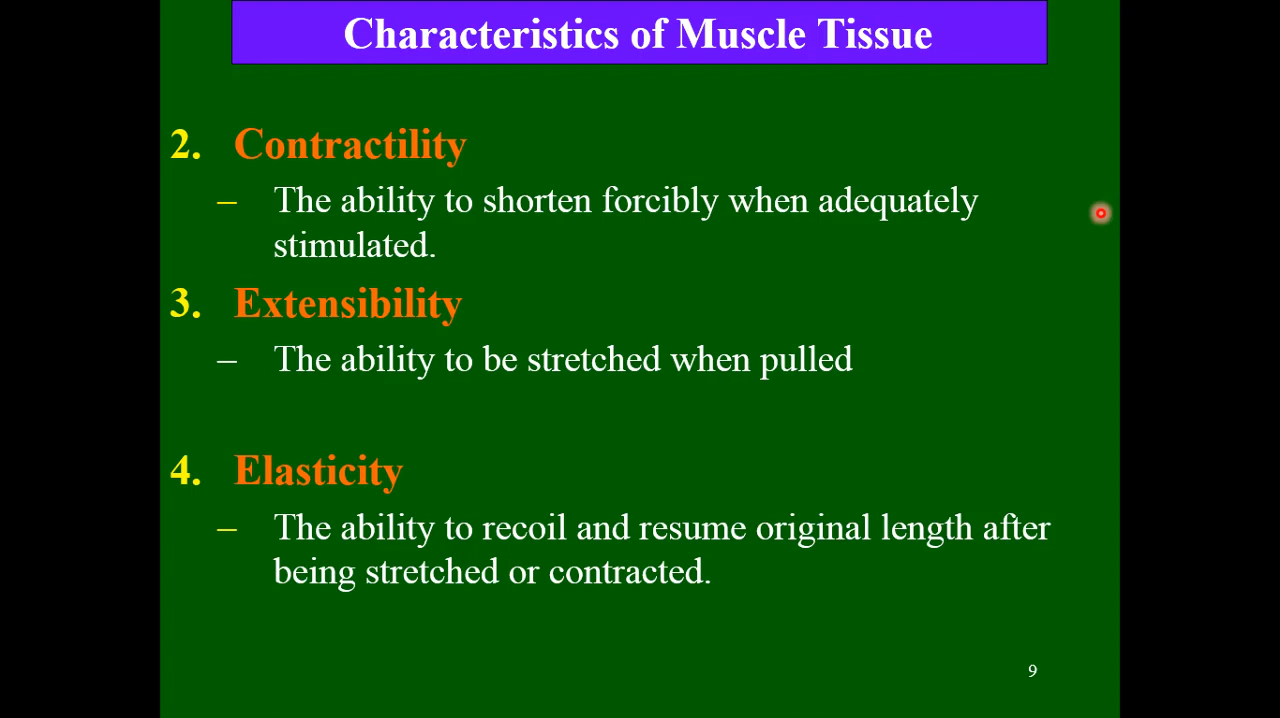 Characteristics of Muscle Tissue
2. Contractility
– The ability to shorten forcibly when adequately
stimulated.
3. Extensibility
– The ability to be stretched when pulled
4. Elasticity
– The ability to recoil and resume original length after
being stretched or contracted.
9